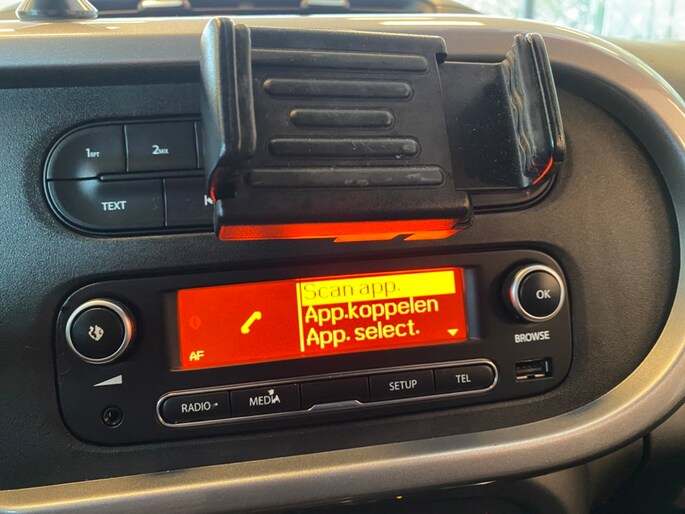 1RPT
2MIX
TEXT
Scan app.
App.koppelen
App. select.
AF
OK
BROWSE
RADIO
MEDIA
SETUP
TEL